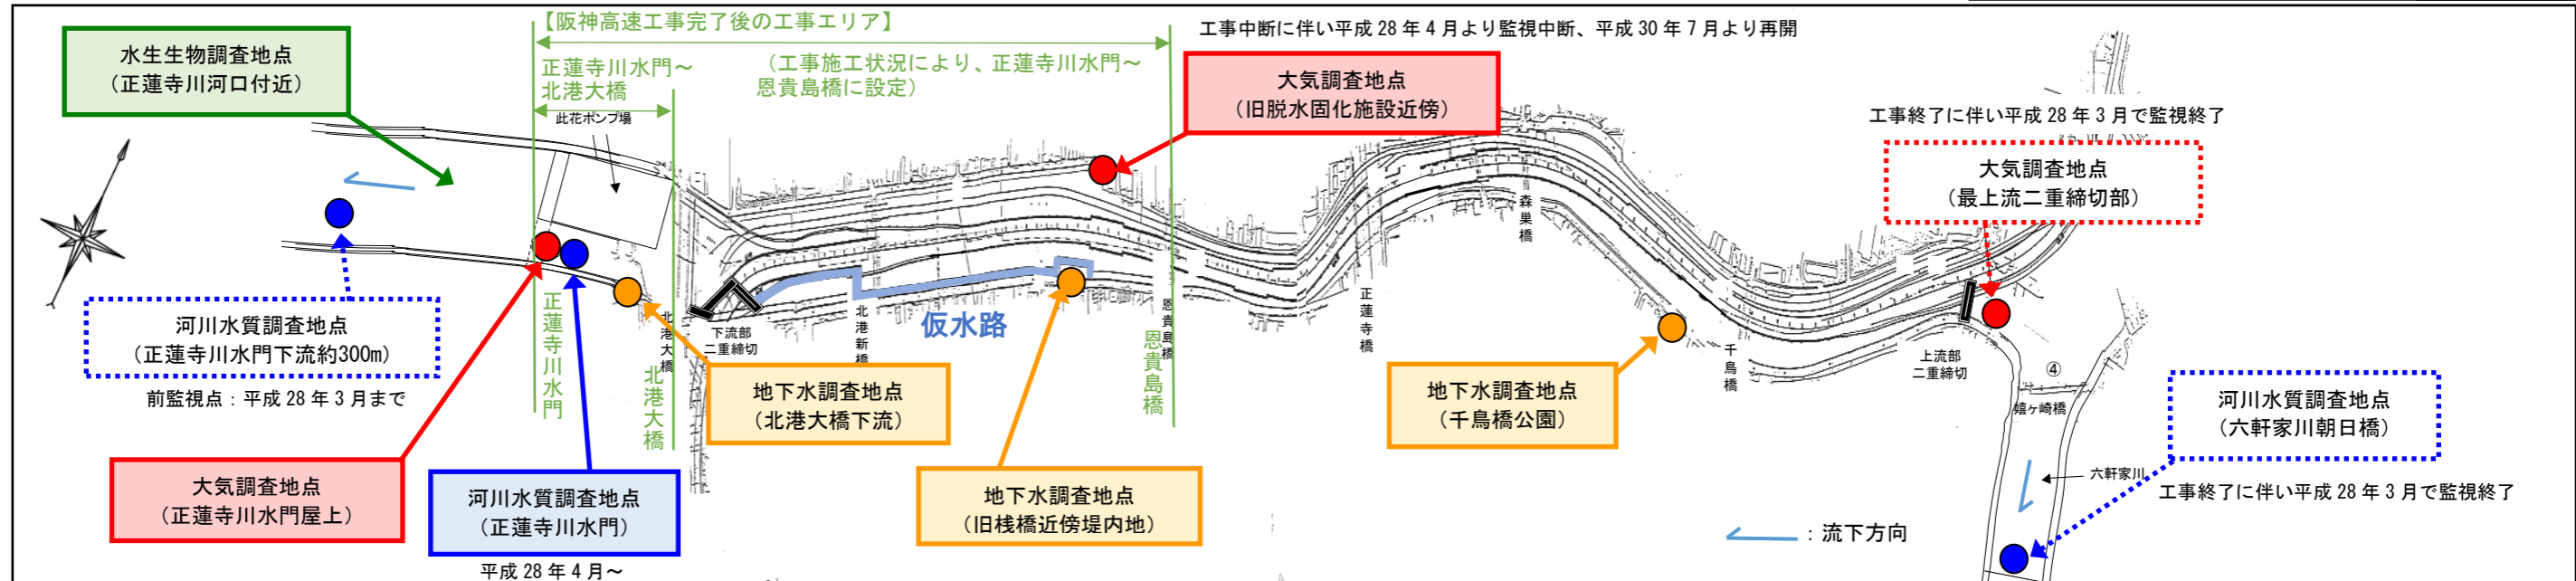 【阪神高速工事完了後の工事エリア】
工事中断に伴い平成 28 年 4 月より監視中断、平成 30 年 7 月より再開
水生生物調査地点
（正蓮寺川河口付近）
正蓮寺川水門～
北港大橋
（工事施工状況により、正蓮寺川水門～
恩貴島橋に設定）
此花ポンプ場
大気調査地点
（旧脱水固化施設近傍）
工事終了に伴い平成 28 年 3 月で監視終了
大気調査地点
（最上流二重締切部）
森巣橋
河川水質調査地点
（正蓮寺川水門下流約300m）
前監視点：平成 28 年 3 月まで
正蓮寺川水門
北港大橋
北港大橋
下流部
二重締切
北港新橋
仮水路
恩貴島橋
恩貴島橋
正蓮寺橋
千鳥橋
上流部
二重締切
④
嬉ヶ崎橋
地下水調査地点
（北港大橋下流）
地下水調査地点
（千鳥橋公園）
河川水質調査地点
（六軒家川朝日橋）
工事終了に伴い平成 28 年 3 月で監視終了
六軒家川
大気調査地点
（正蓮寺川水門屋上）
河川水質調査地点
（正蓮寺川水門）
平成 28 年 4 月～
地下水調査地点
（旧桟橋近傍堤内地）
：流下方向